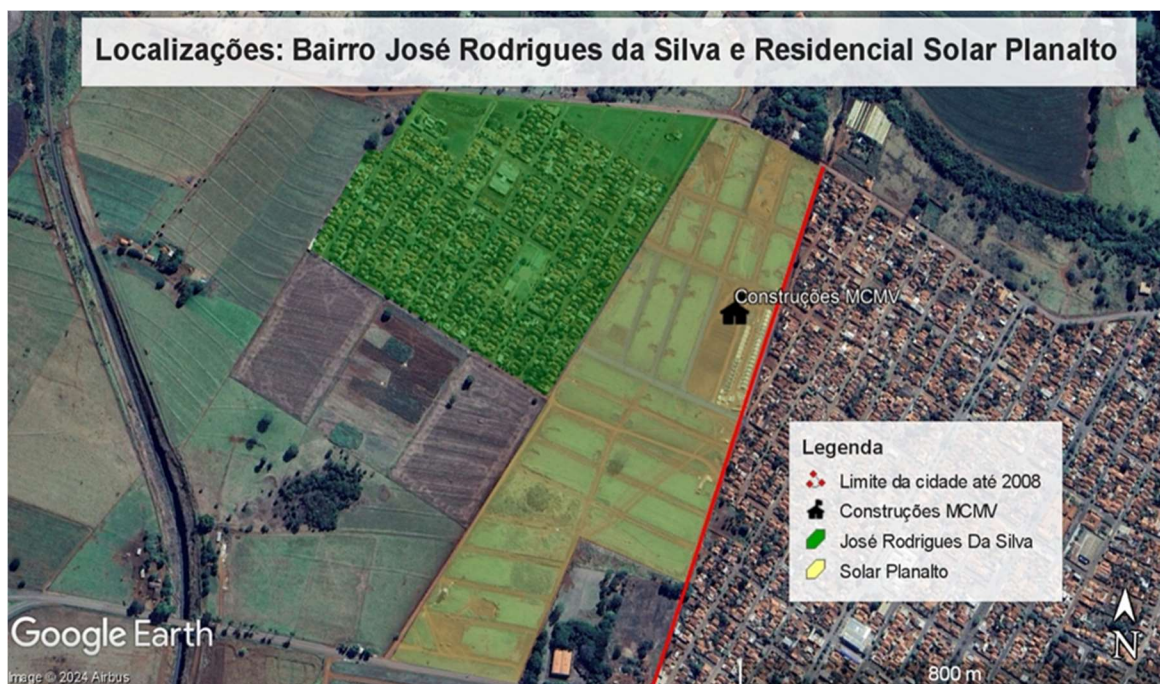 Localizações: Bairro José Rodrigues da Silva e Residencial Solar Planalto
Construções MCMV
Legenda
Limite da cidade até 2008
Construções MCMV
José Rodrigues Da Silva
Solar Planalto
Google Earth
Image © 2024 Airbus
800 m
N